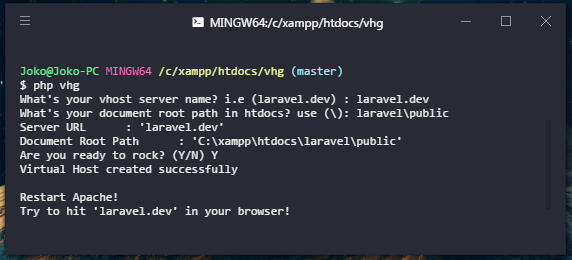 MINGW64:/c/xampp/htdocs/vhg
Joko@Joko-PC MINGW64 /c/xampp/htdocs/vhg (master)
$ php vhg
What's your vhost server name? i.e (laravel.dev) : laravel.dev
What's your document root path in htdocs? use (\): laravel\public
Server URL      : 'laravel.dev'
Document Root Path      : 'C:\xampp\htdocs\laravel\public'
Are you ready to rock? (Y/N) Y
Virtual Host created successfully
Restart Apache!
Try to hit 'laravel.dev' in your browser!